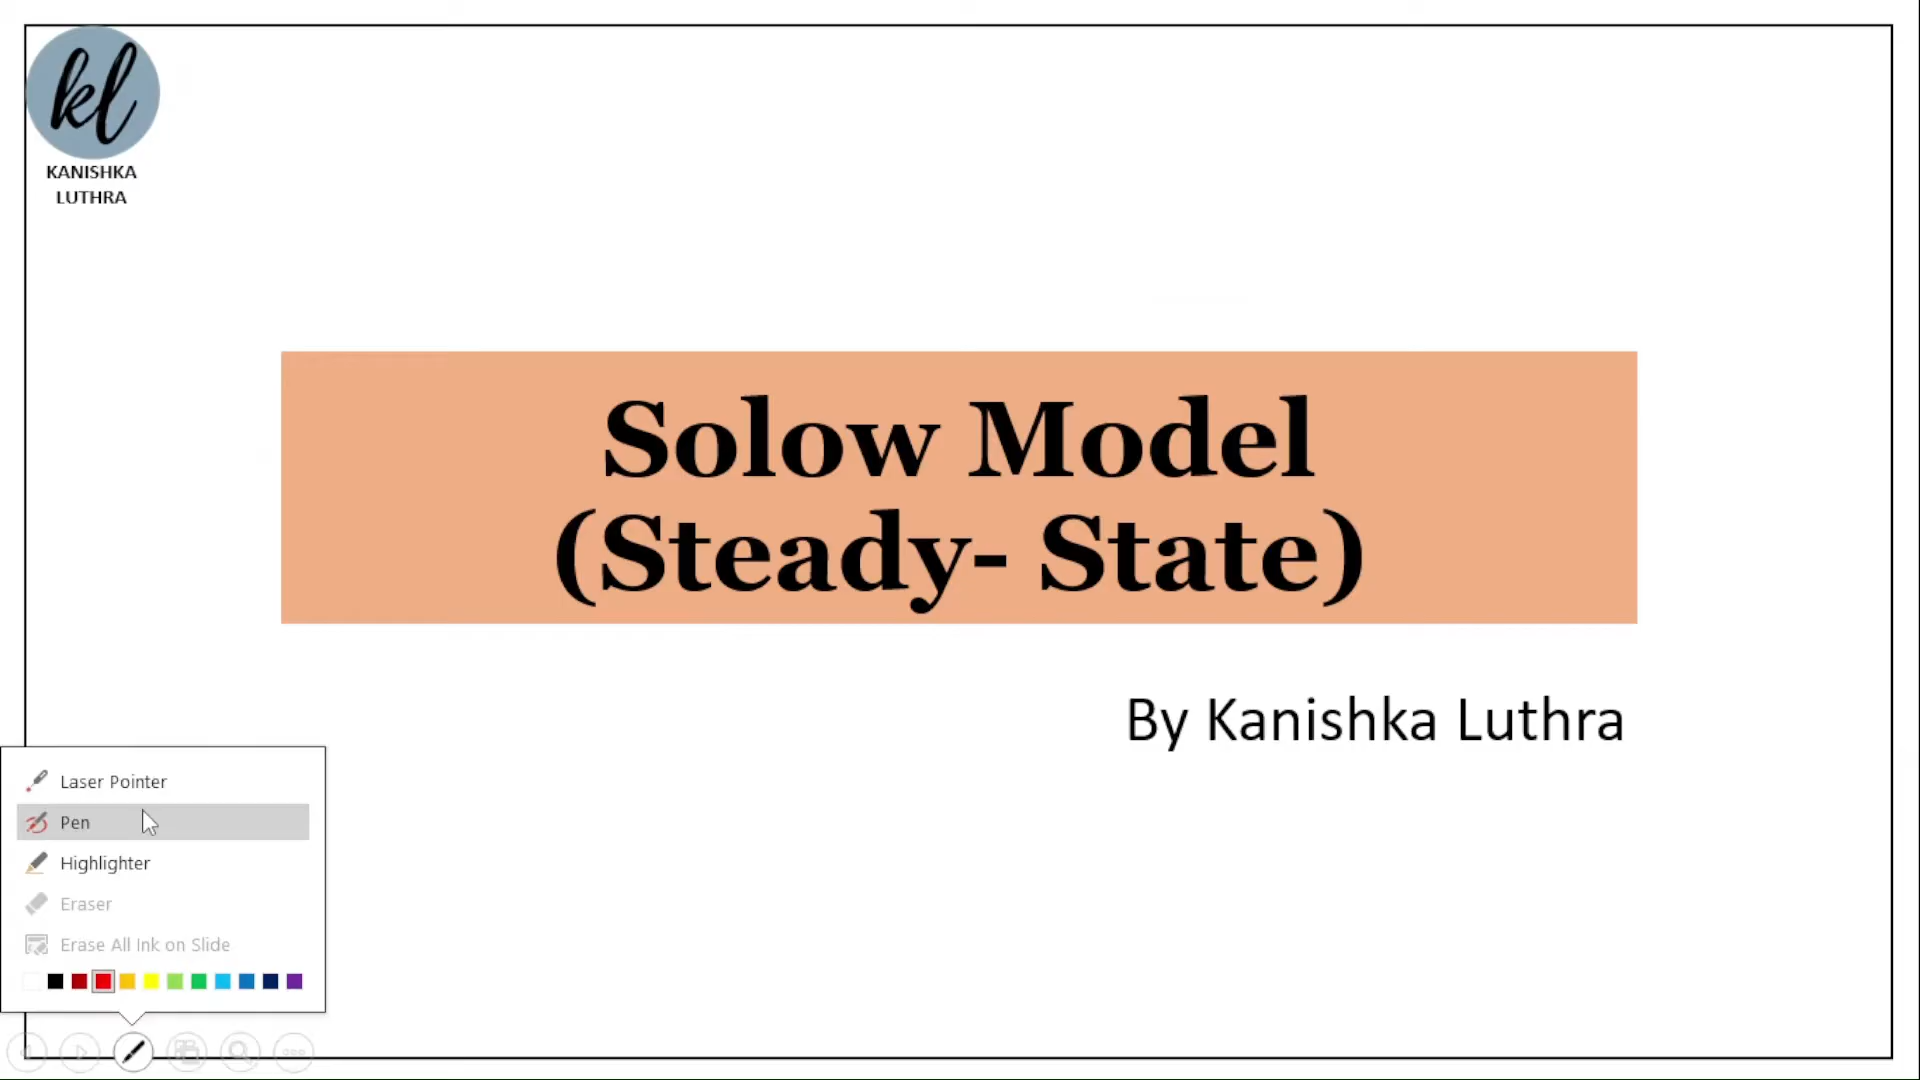 kl
KANISHKA
LUTHRA
Solow Model
(Steady- State)
By Kanishka Luthra
Laser Pointer
Pen
Highlighter
Eraser
Erase All Ink on Slide